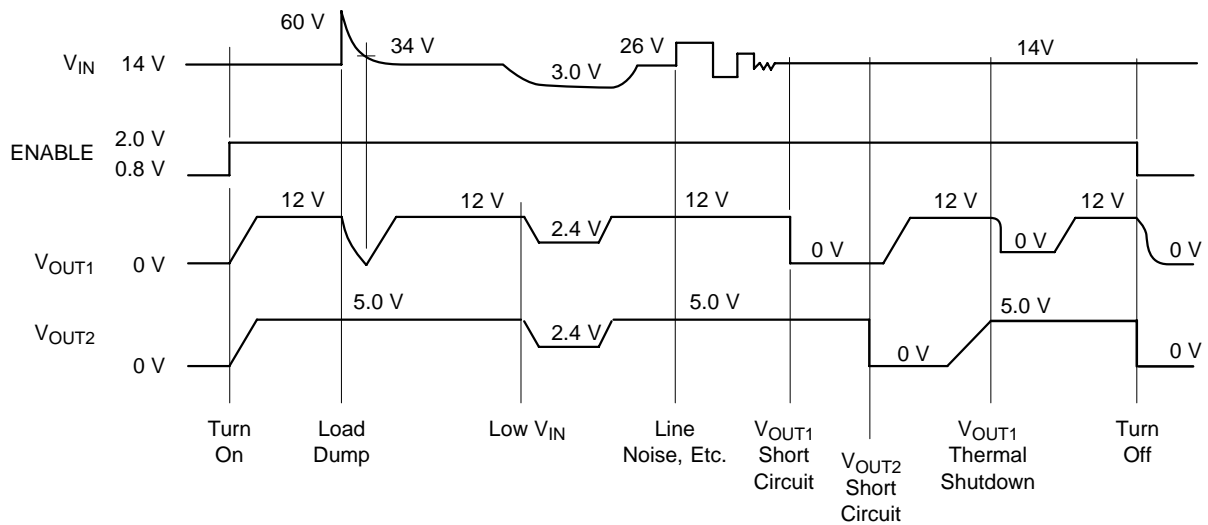 60 V
34 V
26 V
14V
V_IN 14 V
3.0 V
2.0 V
ENABLE
0.8 V
12 V 12 V 12 V 12 V 12 V
2.4 V
0 V 0 V 0 V
V_OUT1 0 V
5.0 V 5.0 V 5.0 V
V_OUT2
2.4 V
0 V 0 V
0 V
Turn
On
Load
Dump
Low V_IN
Line
Noise, Etc.
V_OUT1
Short
Circuit
V_OUT2
Short
Circuit
V_OUT1
Thermal
Shutdown
Turn
Off